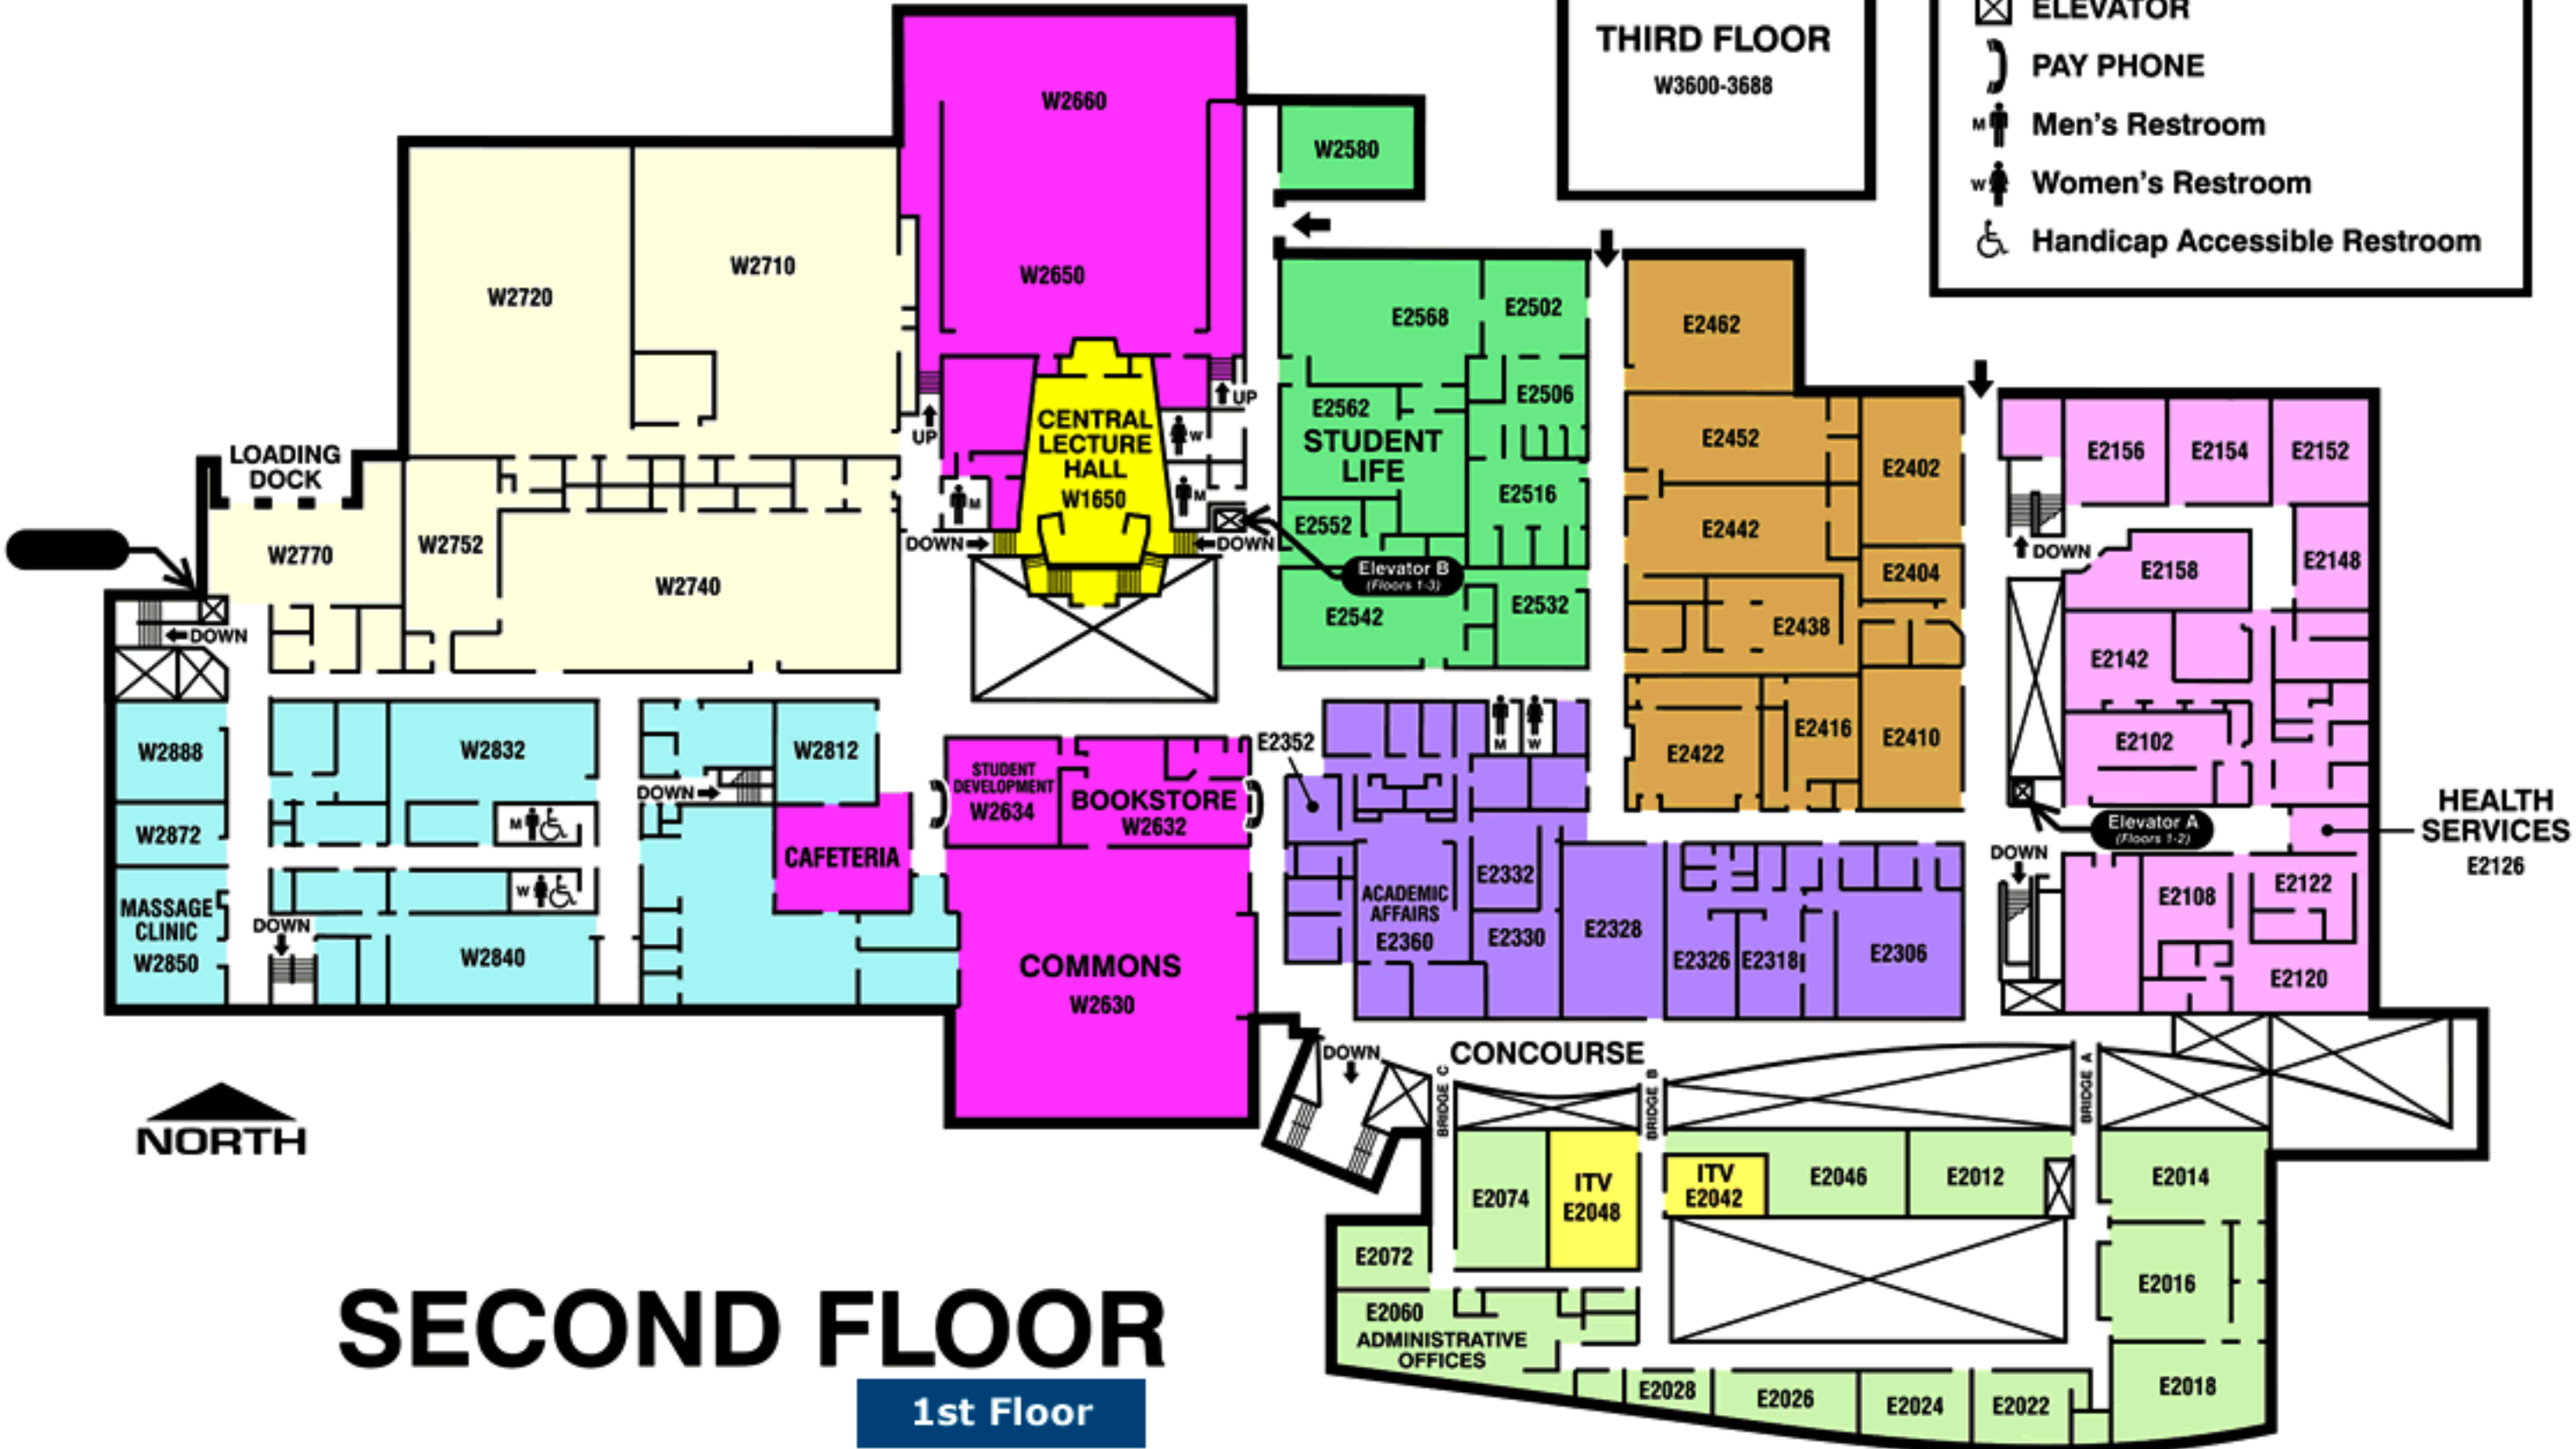 ELEVATOR
PAY PHONE
M Men's Restroom
W Women's Restroom
Handicap Accessible Restroom
THIRD FLOOR
W3600-3688
W2660
W2650
W2580
W2720
W2710
LOADING
DOCK
W2770
W2752
W2740
DOWN
UP
UP
CENTRAL
LECTURE
HALL
W1650
W
M
M
DOWN
DOWN
Elevator B
(Floors 1-3)
E2568
E2502
E2506
E2562
STUDENT
LIFE
E2516
E2552
E2542
E2532
E2462
E2452
E2402
E2442
E2404
E2438
E2422
E2416
E2410
E2156
E2154
E2152
DOWN
E2158
E2148
E2142
E2102
Elevator A
(Floors 1-2)
HEALTH
SERVICES
E2126
DOWN
E2108
E2122
E2120
W2888
W2872
MASSAGE
CLINIC
W2850
W2832
M
W
DOWN
W2840
DOWN
W2812
CAFETERIA
STUDENT
DEVELOPMENT
W2634
BOOKSTORE
W2632
COMMONS
W2630
E2352
M
W
ACADEMIC
AFFAIRS
E2360
E2332
E2330
E2328
E2326
E2318
E2306
DOWN
CONCOURSE
BRIDGE C
BRIDGE B
BRIDGE A
E2074
ITV
E2048
ITV
E2042
E2046
E2012
E2014
E2072
E2016
E2060
ADMINISTRATIVE
OFFICES
E2028
E2026
E2024
E2022
E2018
NORTH
SECOND FLOOR
1st Floor